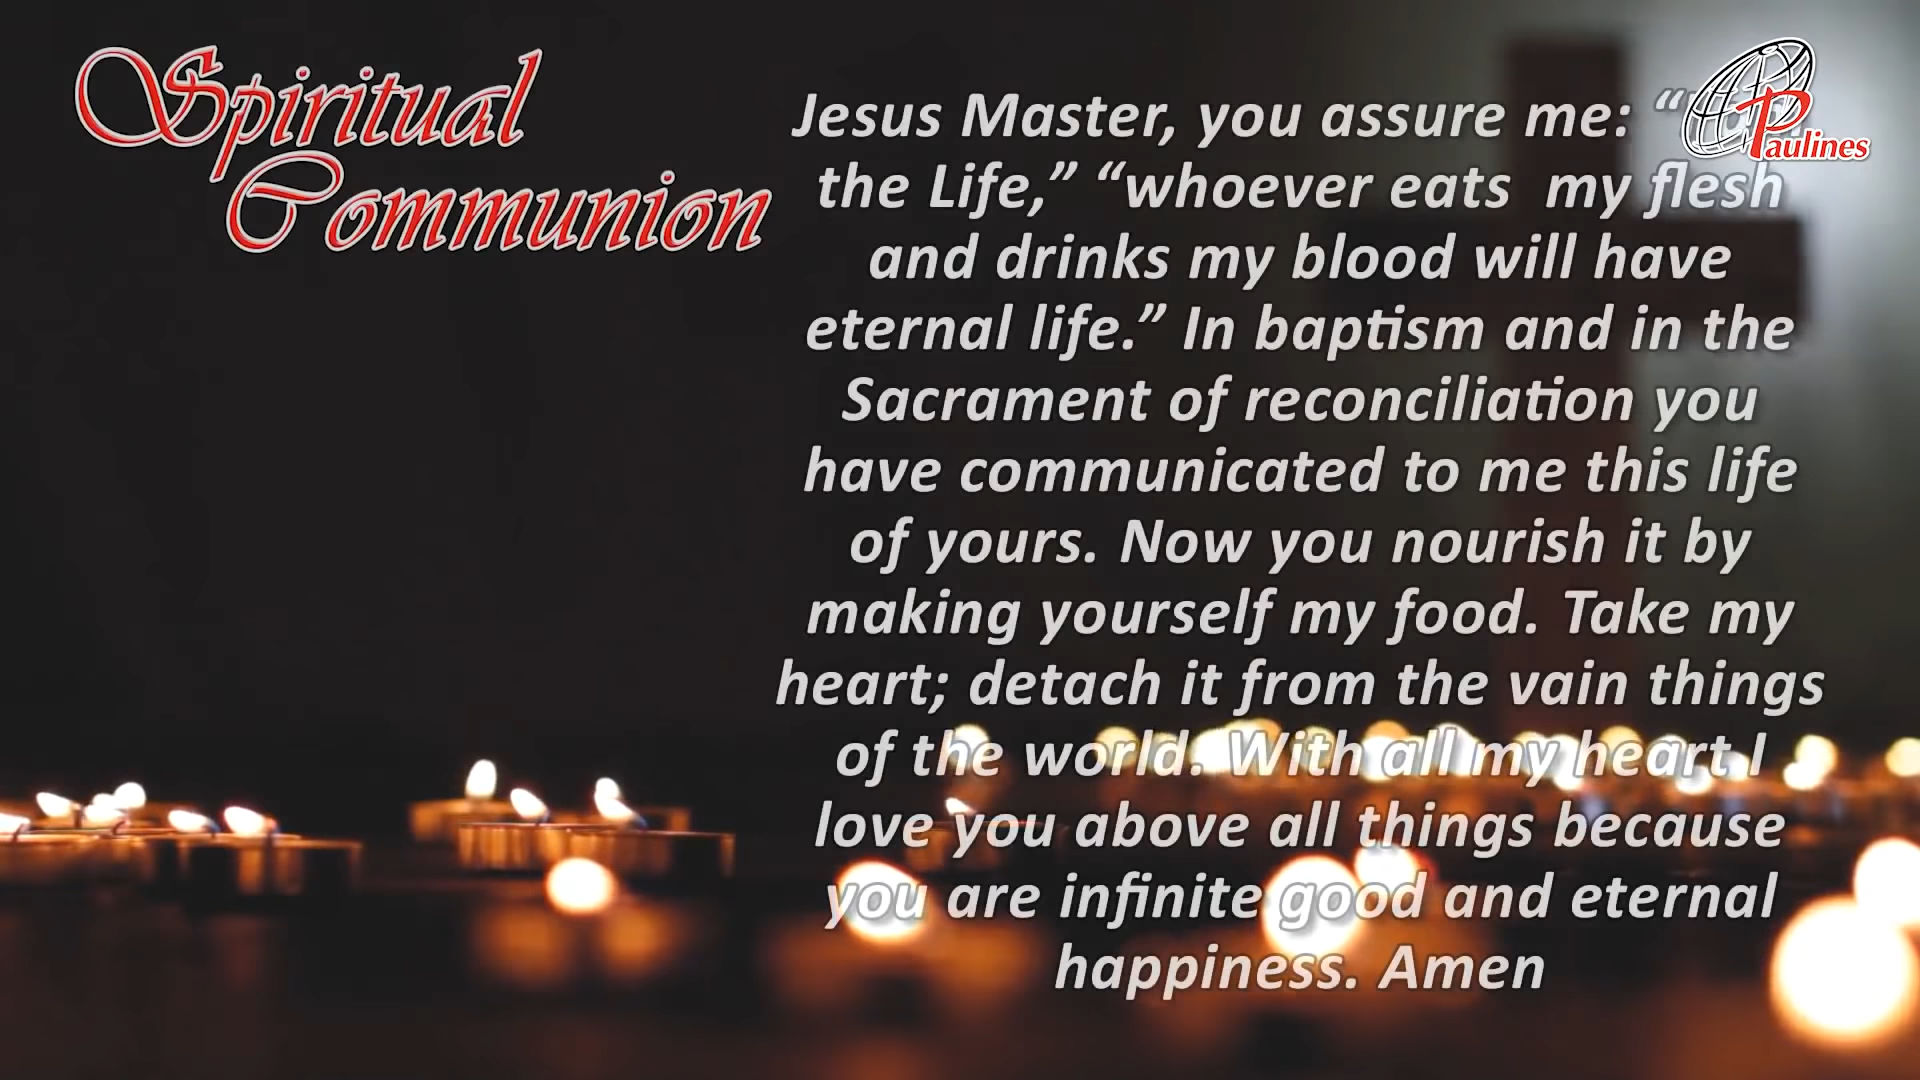 Spiritual
Communion
Paulines
Jesus Master, you assure me: “I am
the Life,” “whoever eats my flesh
and drinks my blood will have
eternal life.” In baptism and in the
Sacrament of reconciliation you
have communicated to me this life
of yours. Now you nourish it by
making yourself my food. Take my
heart; detach it from the vain things
of the world. With all my heart I
love you above all things because
you are infinite good and eternal
happiness. Amen